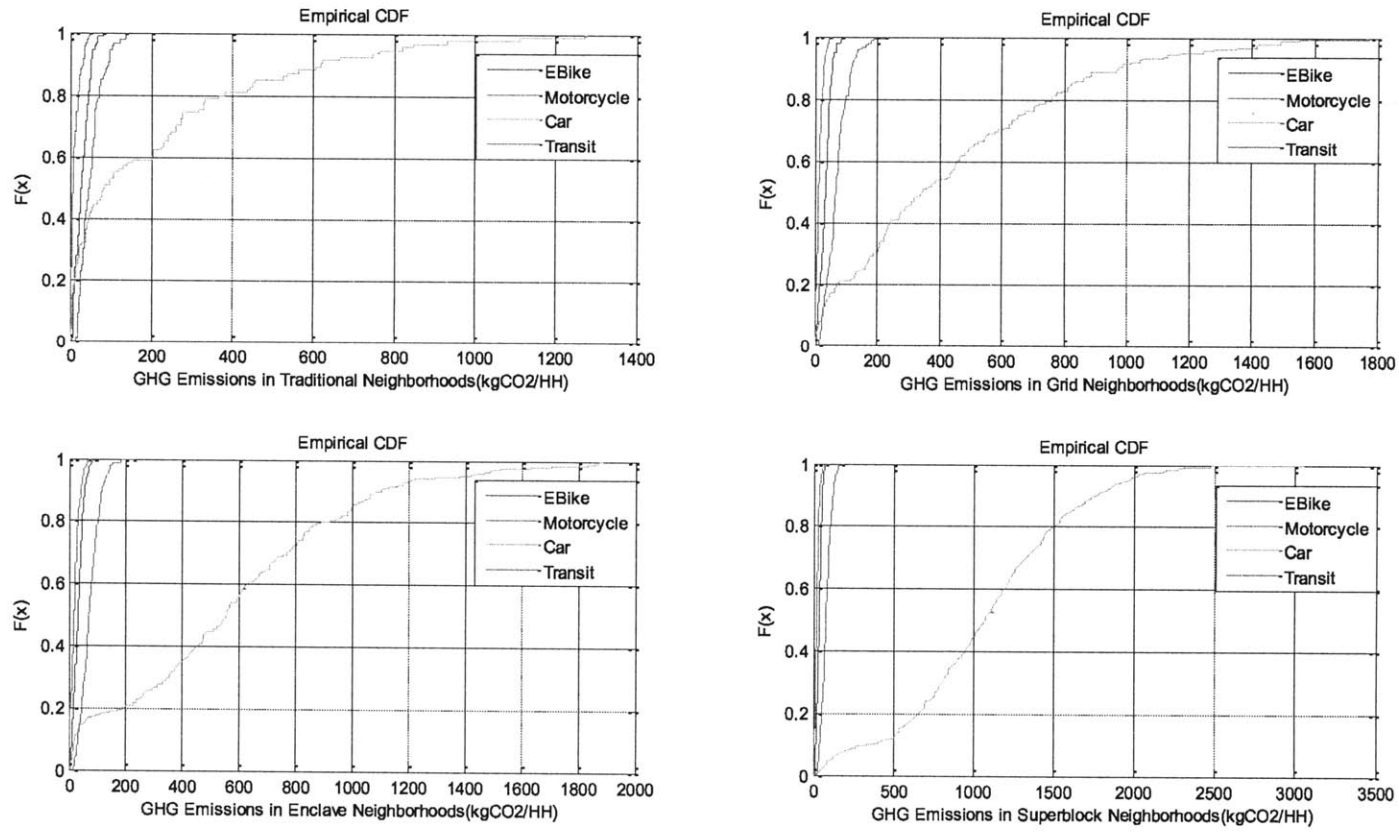 Empirical CDF
1
0.8
0.6
0.4
0.2
0
F(x)
EBike
Motorcycle
Car
Transit
0 200 400 600 800 1000 1200 1400
GHG Emissions in Traditional Neighborhoods(kgCO2/HH)
Empirical CDF
1
0.8
0.6
0.4
0.2
0
F(x)
EBike
Motorcycle
Car
Transit
0 200 400 600 800 1000 1200 1400 1600 1800
GHG Emissions in Grid Neighborhoods(kgCO2/HH)
Empirical CDF
1
0.8
0.6
0.4
0.2
0
F(x)
EBike
Motorcycle
Car
Transit
0 200 400 600 800 1000 1200 1400 1600 1800 2000
GHG Emissions in Enclave Neighborhoods(kgCO2/HH)
Empirical CDF
1
0.8
0.6
0.4
0.2
0
F(x)
EBike
Motorcycle
Car
Transit
0 500 1000 1500 2000 2500 3000 3500
GHG Emissions in Superblock Neighborhoods(kgCO2/HH)